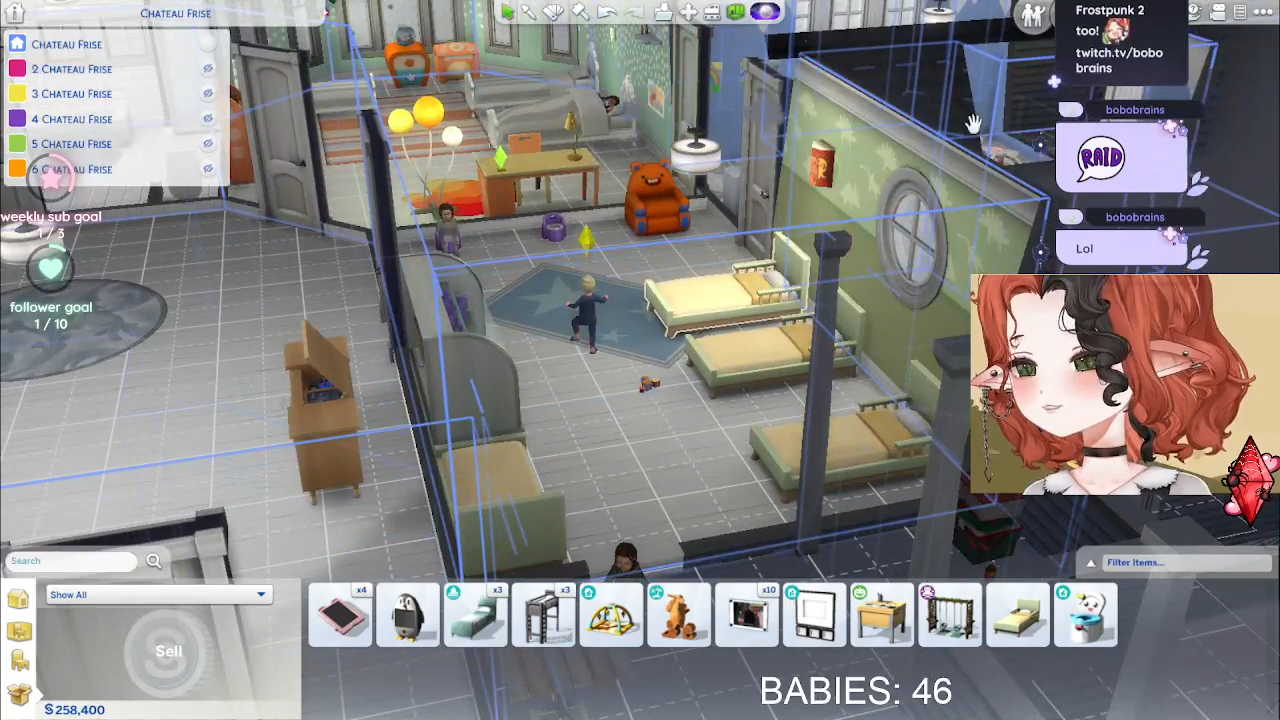 CHATEAU FRISE
CHATEAU FRISE
2 CHATEAU FRISE
3 CHATEAU FRISE
4 CHATEAU FRISE
5 CHATEAU FRISE
6 CHATEAU FRISE
weekly sub goal
1 / 3
follower goal
1 / 10
Frostpunk 2
too!
twitch.tv/bobo
brains
bobobrains
RAID
bobobrains
Lol
Search
Filter Items...
Show All
Sell
§258,400
x4
x3
x3
x10
BABIES: 46